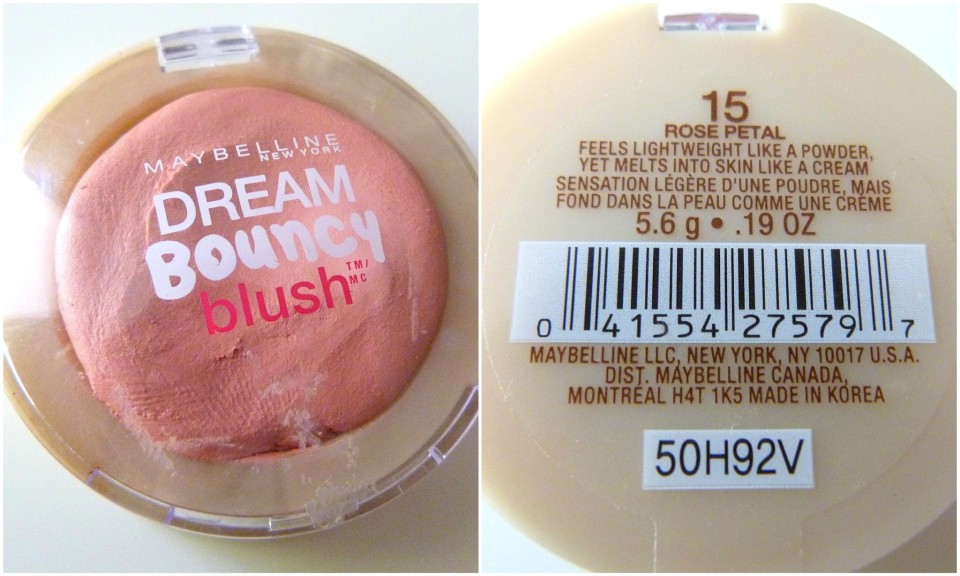 MAYBELLINE
NEW YORK
DREAM
Bouncy
blush TM/
MC
15
ROSE PETAL
FEELS LIGHTWEIGHT LIKE A POWDER,
YET MELTS INTO SKIN LIKE A CREAM
SENSATION LÉGÈRE D'UNE POUDRE, MAIS
FOND DANS LA PEAU COMME UNE CRÈME
5.6 g • .19 OZ
0 41554 27579 7
MAYBELLINE LLC, NEW YORK, NY 10017 U.S.A.
DIST. MAYBELLINE CANADA,
MONTRÉAL H4T 1K5 MADE IN KOREA
50H92V